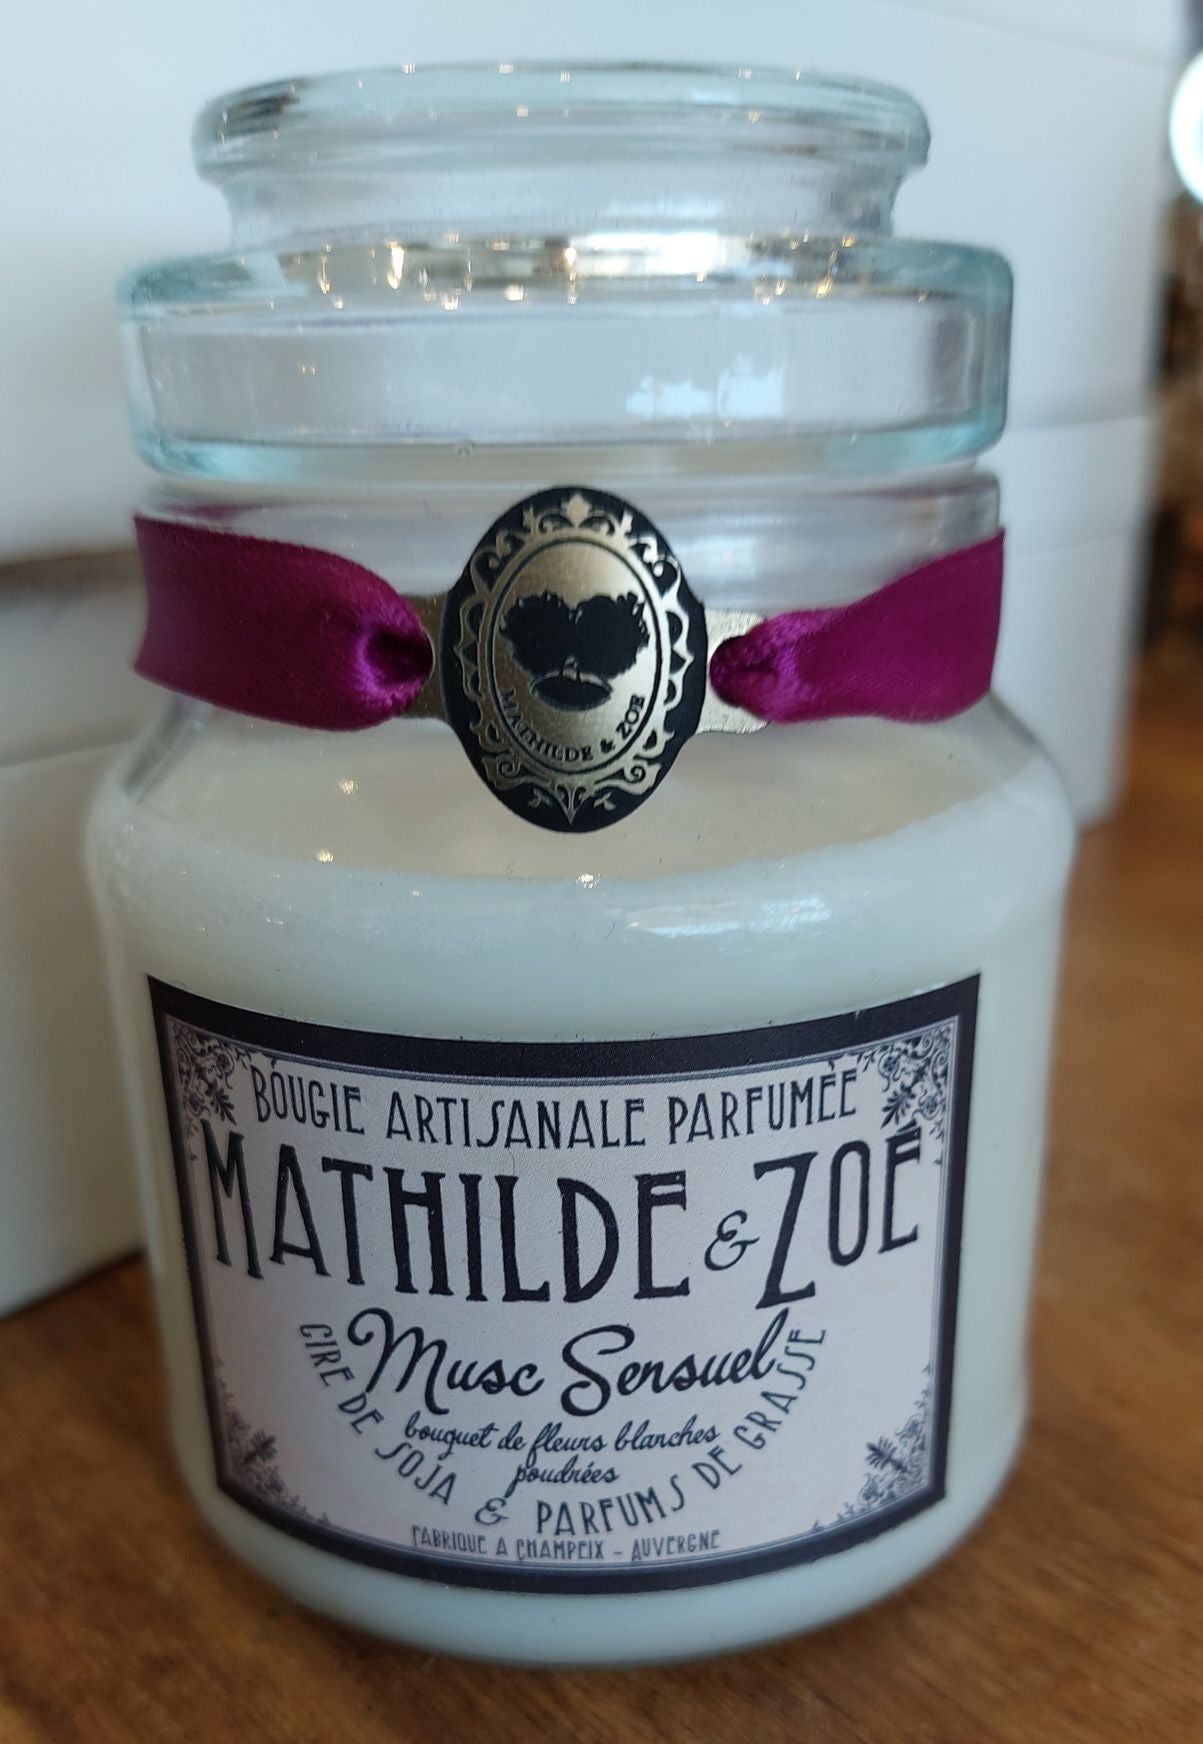 MATHILDE & ZOE
BOUGIE ARTISANALE PARFUMÉE
MATHILDE & ZOÉ
Musc Sensuel
bouquet de fleurs blanches
poudrées
CIRE DE SOJA & PARFUMS DE GRASSE
FABRIQUE A CHAMPEIX - AUVERGNE